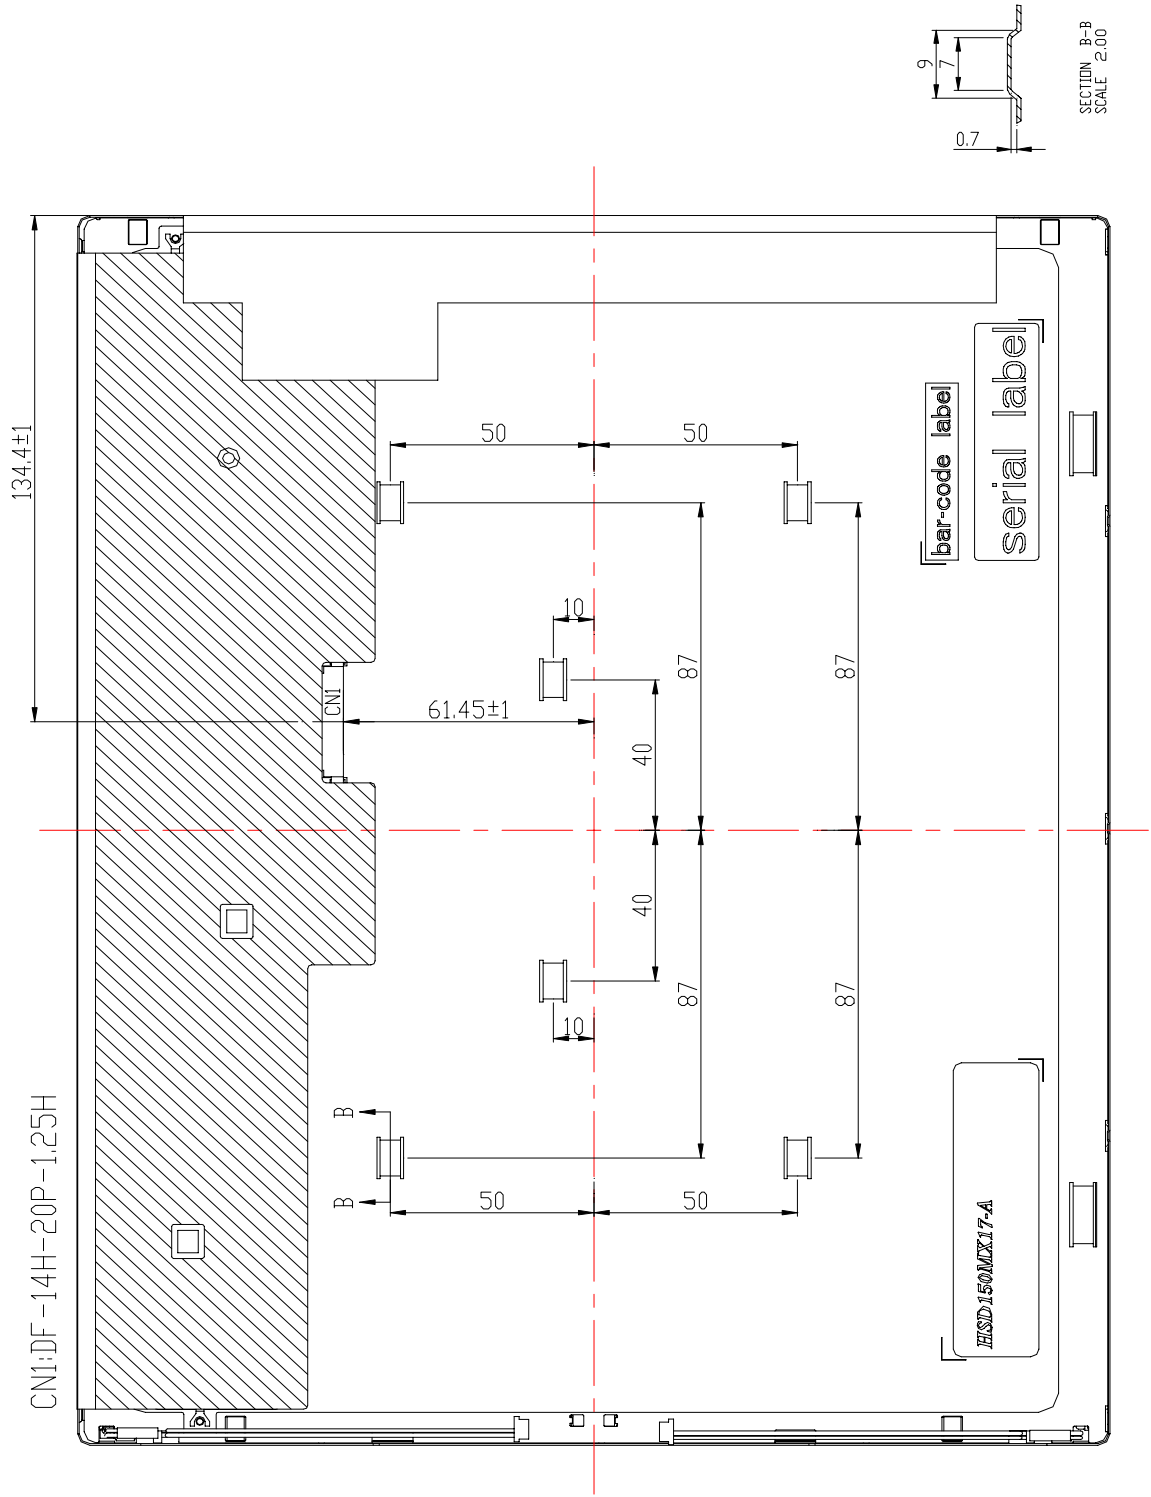 9
7
0.7
SECTION B-B
SCALE 2.00
134.4±1
50
50
serial label
bar-code label
10
87
87
CN1
61.45±1
40
40
87
87
10
B
B
50
50
CN1:DF-14H-20P-1.25H
HSD150MX17-A